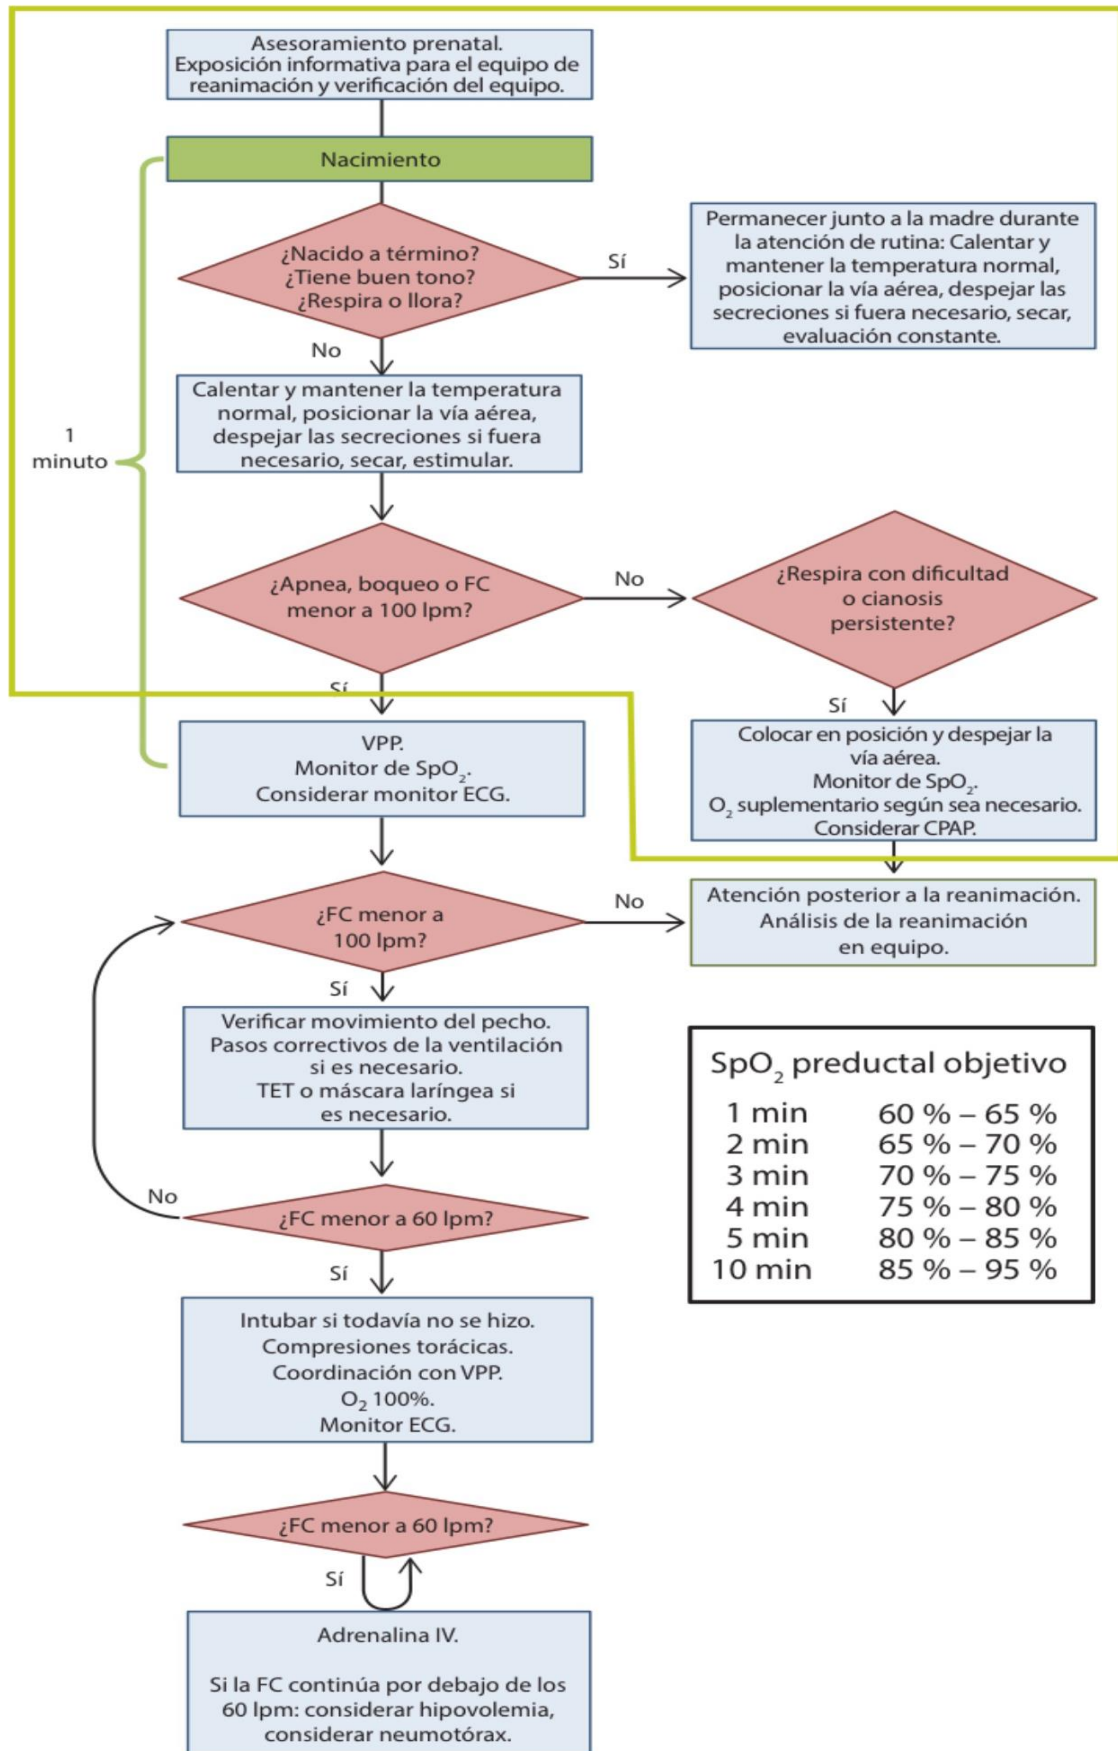 Asesoramiento prenatal.
Exposición informativa para el equipo de
reanimación y verificación del equipo.
Nacimiento
¿Nacido a término?
¿Tiene buen tono?
¿Respira o llora?
Sí
Permanecer junto a la madre durante
la atención de rutina: Calentar y
mantener la temperatura normal,
posicionar la vía aérea, despejar las
secreciones si fuera necesario, secar,
evaluación constante.
No
Calentar y mantener la temperatura
normal, posicionar la vía aérea,
despejar las secreciones si fuera
necesario, secar, estimular.
1
minuto
¿Apnea, boqueo o FC
menor a 100 lpm?
No
¿Respira con dificultad
o cianosis
persistente?
Sí
Sí
VPP.
Monitor de SpO₂.
Considerar monitor ECG.
Colocar en posición y despejar la
vía aérea.
Monitor de SpO₂.
O₂ suplementario según sea necesario.
Considerar CPAP.
¿FC menor a
100 lpm?
No
Atención posterior a la reanimación.
Análisis de la reanimación
en equipo.
Sí
Verificar movimiento del pecho.
Pasos correctivos de la ventilación
si es necesario.
TET o máscara laríngea si
es necesario.
No
¿FC menor a 60 lpm?
Sí
Intubar si todavía no se hizo.
Compresiones torácicas.
Coordinación con VPP.
O₂ 100%.
Monitor ECG.
¿FC menor a 60 lpm?
Sí
Adrenalina IV.
Si la FC continúa por debajo de los
60 lpm: considerar hipovolemia,
considerar neumotórax.
SpO₂ preductal objetivo
1 min 60 % – 65 %
2 min 65 % – 70 %
3 min 70 % – 75 %
4 min 75 % – 80 %
5 min 80 % – 85 %
10 min 85 % – 95 %